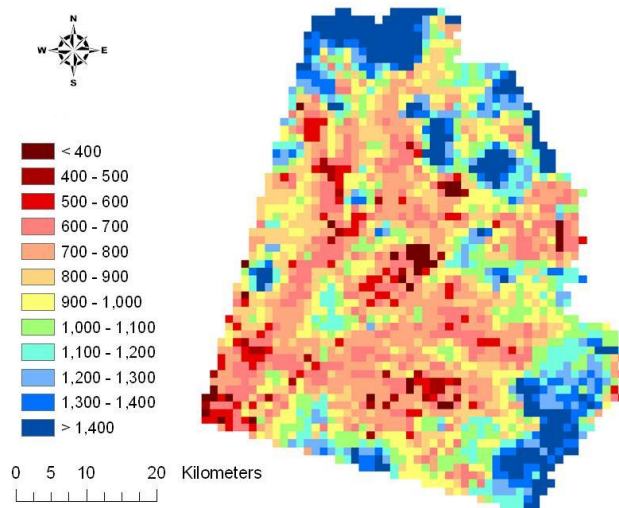 N
W E
S
< 400
400 - 500
500 - 600
600 - 700
700 - 800
800 - 900
900 - 1,000
1,000 - 1,100
1,100 - 1,200
1,200 - 1,300
1,300 - 1,400
> 1,400
0 5 10 20 Kilometers